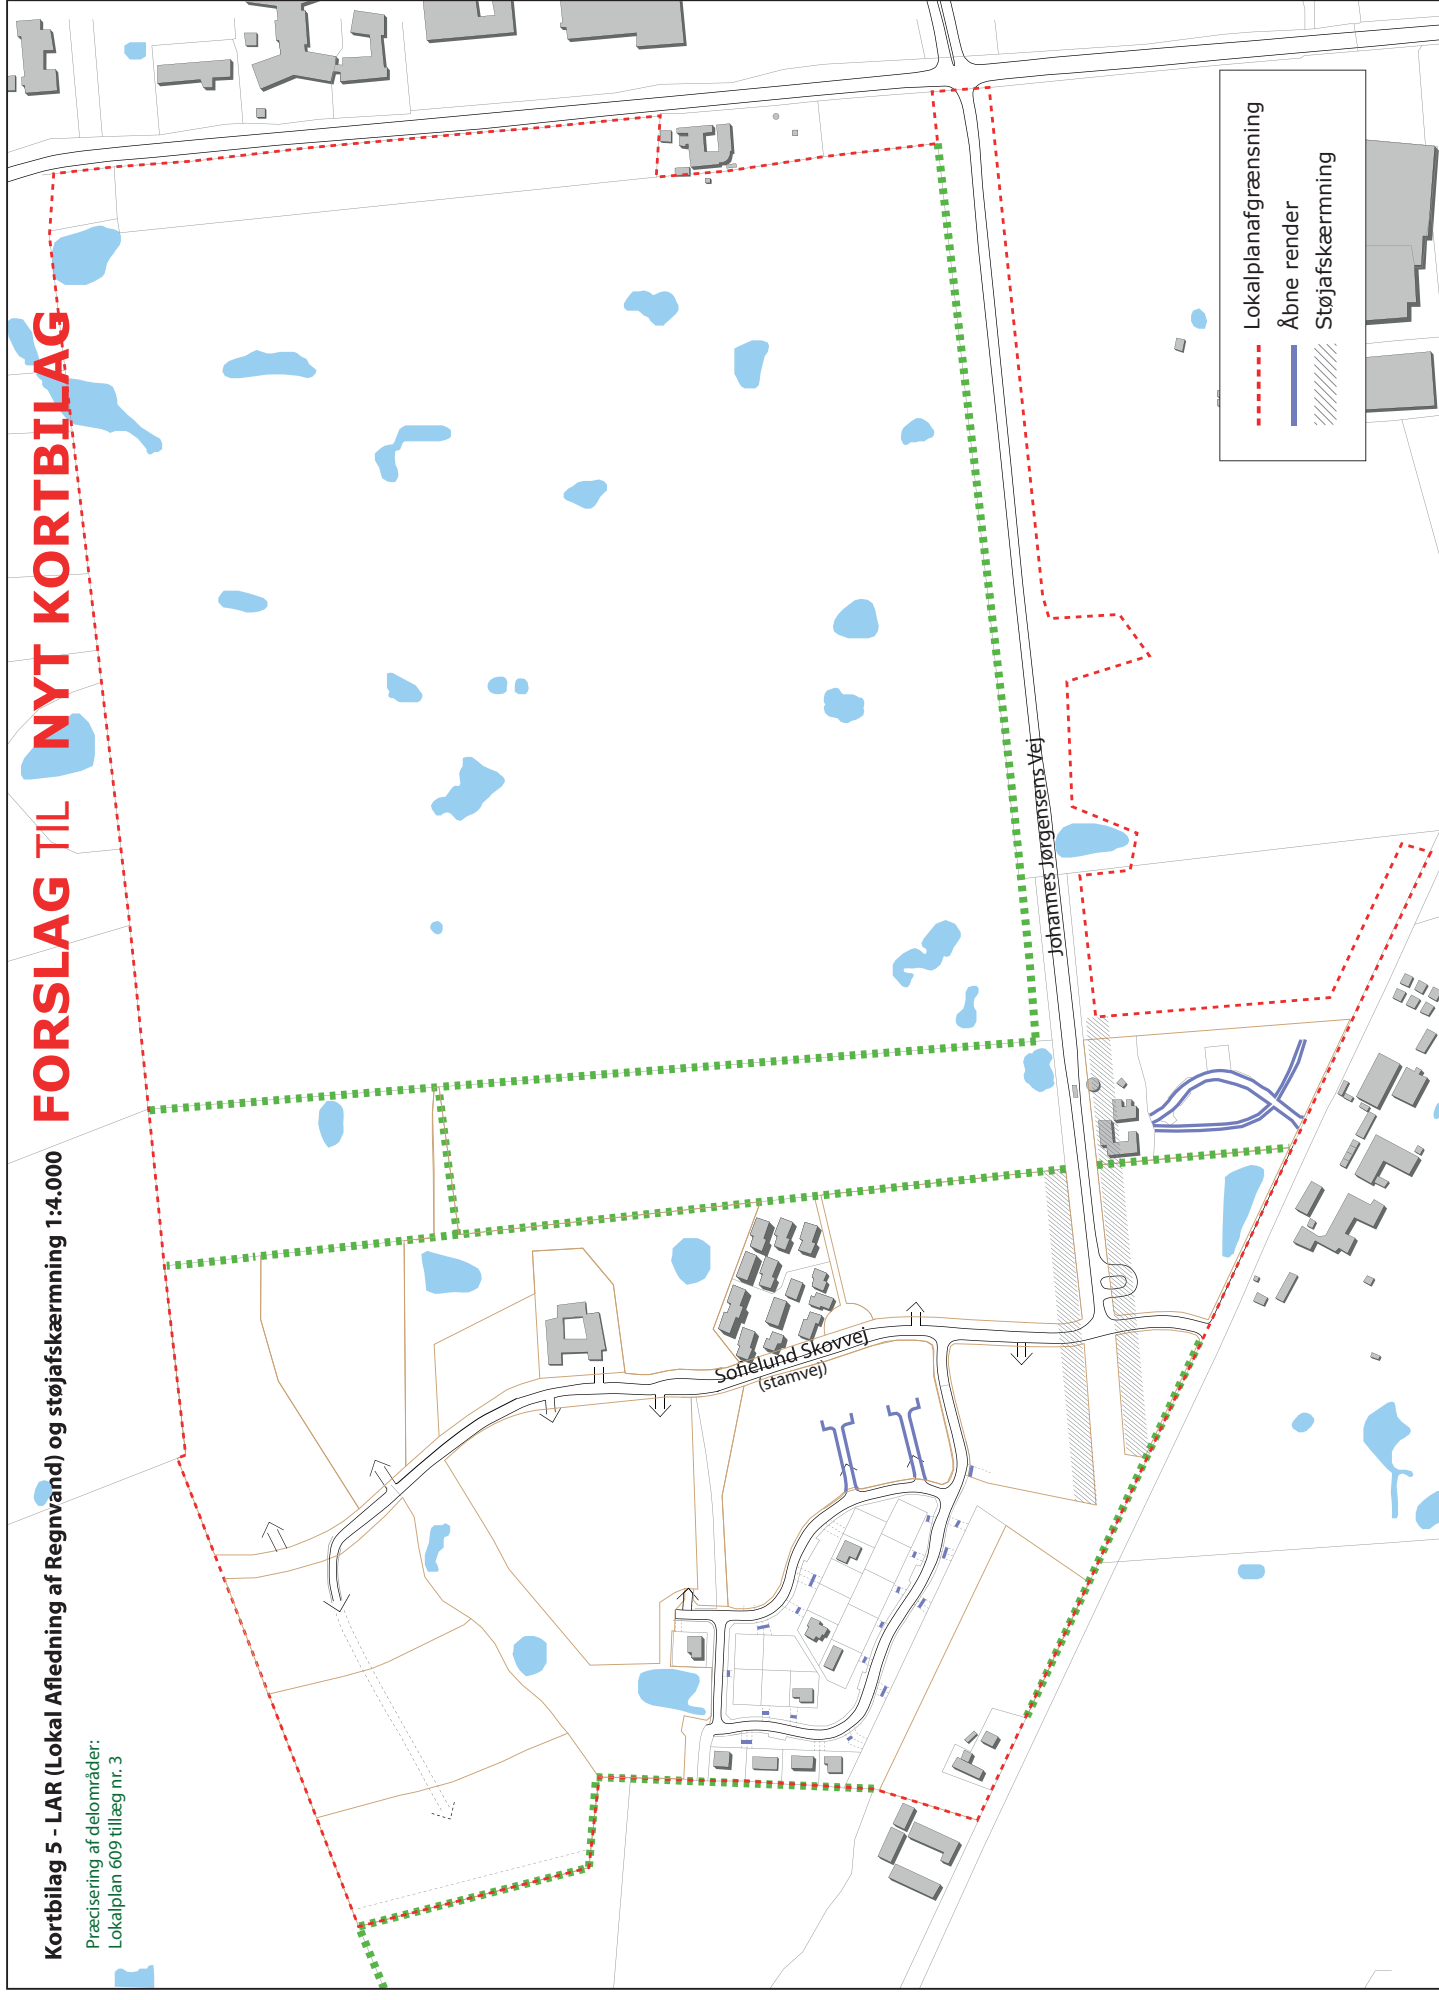 FORSLAG TIL NYT KORTBILAG
Kortbilag 5 - LAR (Lokal Afledning af Regnvand) og støjafskærmning 1:4.000
Præcisering af delområder:
Lokalplan 609 tillæg nr. 3
Johannes Jørgensens Vej
Sofielund Skovvej
(stamvej)
Lokalplanafgrænsning
Åbne render
Støjafskærmning